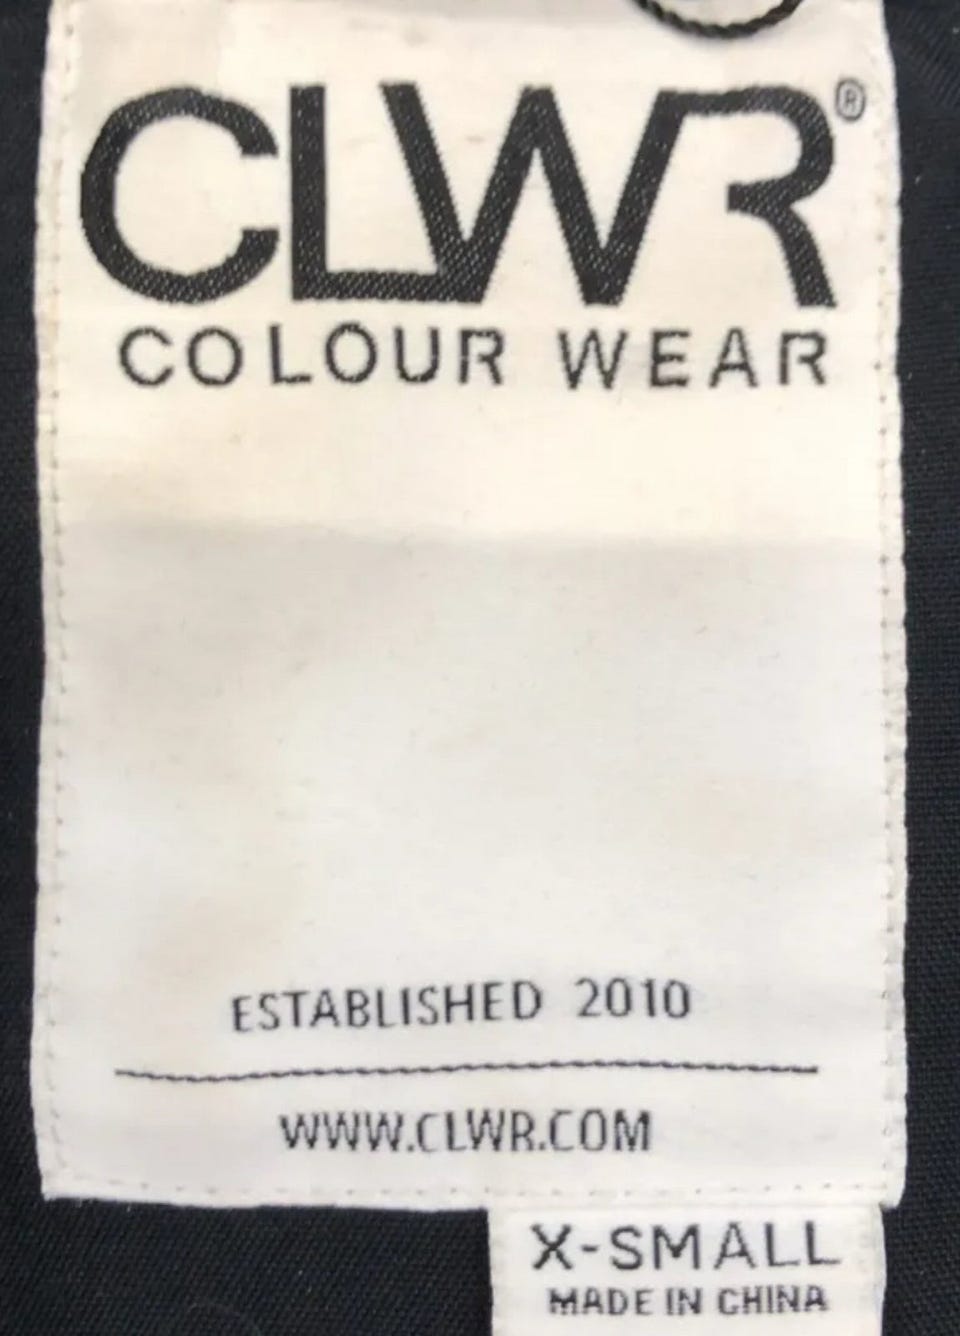 CLWR®
COLOUR WEAR
ESTABLISHED 2010
WWW.CLWR.COM
X-SMALL
MADE IN CHINA